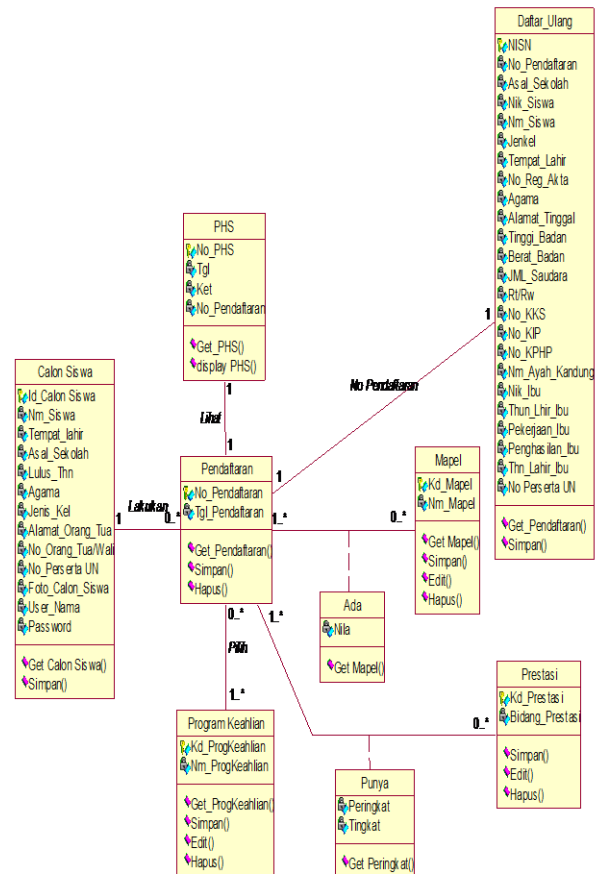 Daftar_Ulang
NISN
No_Pendaftaran
Asal_Sekolah
Nik_Siswa
Nm_Siswa
Jenkel
Tempat_Lahir
No_Reg_Akta
Agama
Alamat_Tinggal
Tinggi_Badan
Berat_Badan
JML_Saudara
Rt/Rw
No_KKS
No_KIP
No_KPHP
Nm_Ayah_Kandung
Nik_Ibu
Thun_Lhir_Ibu
Pekerjaan_Ibu
Penghasilan_Ibu
Thn_Lahir_Ibu
No Perserta UN
Get_Pendaftaran()
Simpan()
PHS
No_PHS
Tgl
Ket
No_Pendaftaran
Get_PHS()
display PHS()
1
Lihat
1
1
No Pendaftaran
1
Calon Siswa
Id_Calon Siswa
Nm_Siswa
Tempat_lahir
Asal_Sekolah
Lulus_Thn
Agama
Jenis_Kel
Alamat_Orang_Tua
No_Orang_Tua/Wali
No_Perserta UN
Foto_Calon_Siswa
User_Nama
Password
Get Calon Siswa()
Simpan()
Lakukan
1
0..*
Pendaftaran
No_Pendaftaran
Tgl_Pendaftaran
Get_Pendaftaran()
Simpan()
Hapus()
1..*
0..*
Mapel
Kd_Mapel
Nm_Mapel
Get Mapel()
Simpan()
Edit()
Hapus()
Ada
Nila
Get Mapel()
0..*
1..*
Pilih
1..*
Program Keahlian
Kd_ProgKeahlian
Nm_ProgKeahlian
Get_ProgKeahlian()
Simpan()
Edit()
Hapus()
0..*
Prestasi
Kd_Prestasi
Bidang_Prestasi
Simpan()
Edit()
Hapus()
Punya
Peringkat
Tingkat
Get Peringkat()